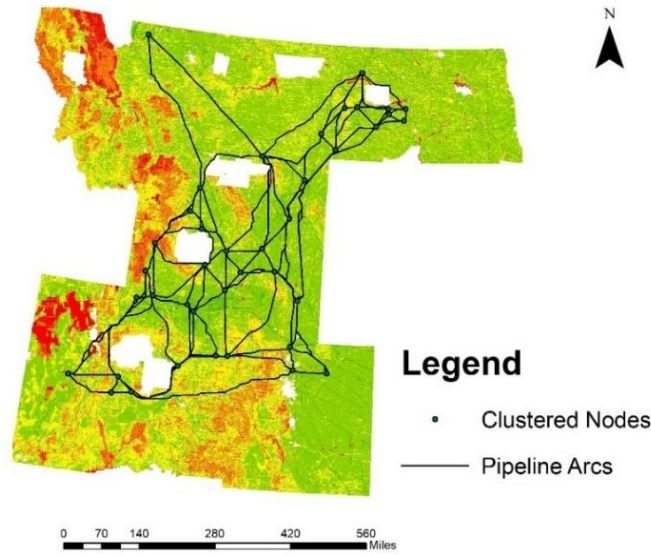 N
Legend
Clustered Nodes
Pipeline Arcs
0 70 140 280 420 560
Miles